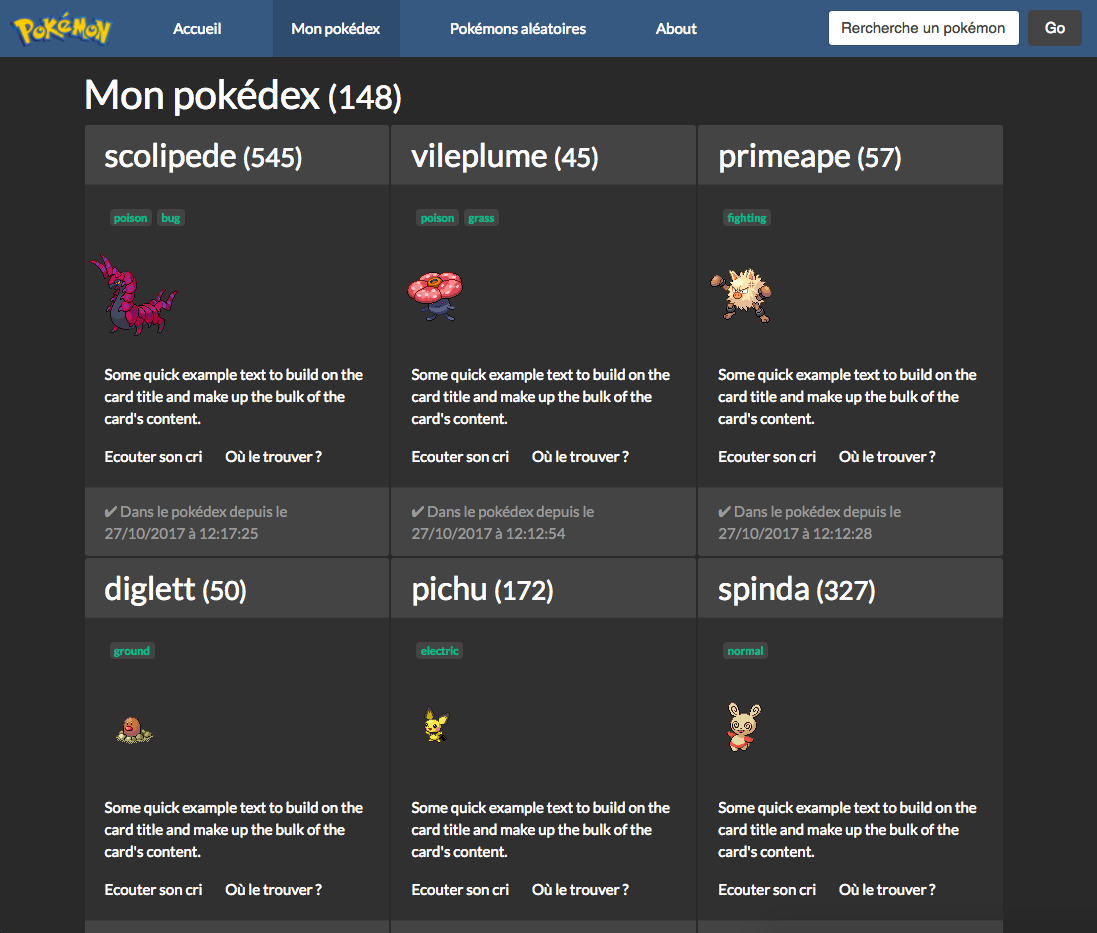 POKéMON
Accueil
Mon pokédex
Pokémons aléatoires
About
Rercherche un pokémon
Go
Mon pokédex (148)
scolipede (545)
poison bug
Some quick example text to build on the
card title and make up the bulk of the
card's content.
Ecouter son cri Où le trouver ?
✔ Dans le pokédex depuis le
27/10/2017 à 12:17:25
vileplume (45)
poison grass
Some quick example text to build on the
card title and make up the bulk of the
card's content.
Ecouter son cri Où le trouver ?
✔ Dans le pokédex depuis le
27/10/2017 à 12:12:54
primeape (57)
fighting
Some quick example text to build on the
card title and make up the bulk of the
card's content.
Ecouter son cri Où le trouver ?
✔ Dans le pokédex depuis le
27/10/2017 à 12:12:28
diglett (50)
ground
Some quick example text to build on the
card title and make up the bulk of the
card's content.
Ecouter son cri Où le trouver ?
pichu (172)
electric
Some quick example text to build on the
card title and make up the bulk of the
card's content.
Ecouter son cri Où le trouver ?
spinda (327)
normal
Some quick example text to build on the
card title and make up the bulk of the
card's content.
Ecouter son cri Où le trouver ?